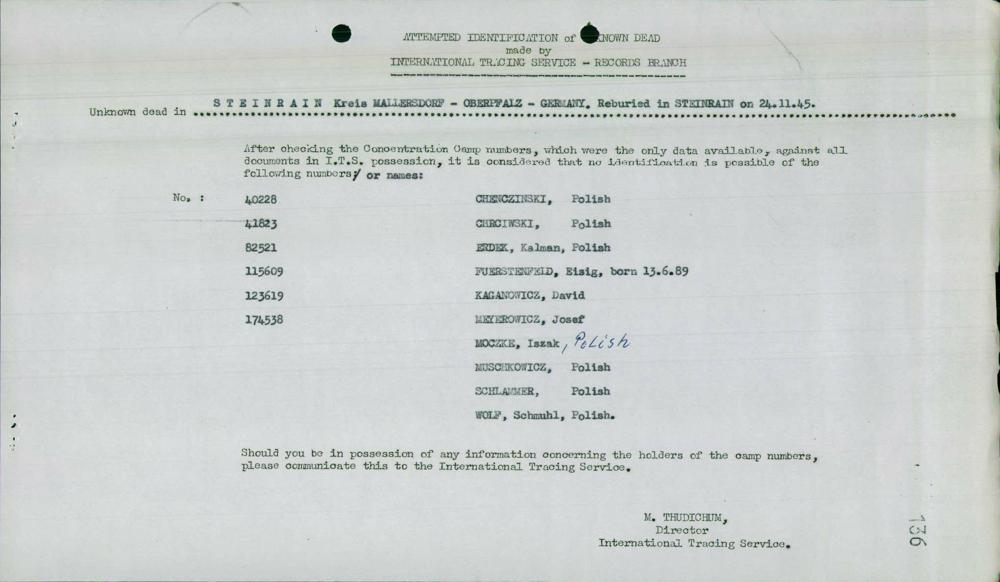 ATTEMPTED IDENTIFICATION of KNOWN DEAD
made by
INTERNATIONAL TRACING SERVICE - RECORDS BRANCH
Unknown dead in STEINRAIN Kreis MALLERSDORF - OBERPFALZ - GERMANY. Reburied in STEINRAIN on 24.11.45.
After checking the Concentration Camp numbers, which were the only data available, against all
documents in I.T.S. possession, it is considered that no identification is possible of the
following numbers/ or names:
No. : 40228 CHENCZINSKI, Polish
41823 CHRCIWSKI, Polish
82521 ERDEK, Kalman, Polish
115609 FUERSTENFELD, Eisig, born 13.6.89
123619 KAGANOWICZ, David
174538 MEYEROWICZ, Josef
MOCZKE, Iszak, Polish
MUSCHKOWICZ, Polish
SCHLAMMER, Polish
WOLF, Schmuhl, Polish.
Should you be in possession of any information concerning the holders of the camp numbers,
please communicate this to the International Tracing Service.
M. THUDICHUM,
Director
International Tracing Service.
136